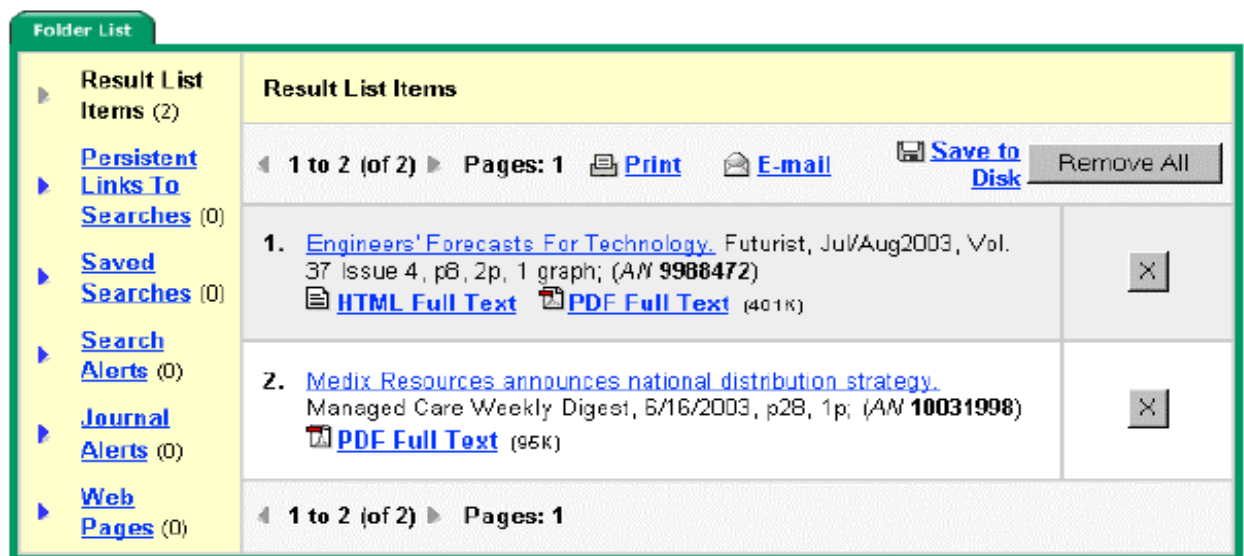 Folder List
Result List
Items (2)
Persistent
Links To
Searches (0)
Saved
Searches (0)
Search
Alerts (0)
Journal
Alerts (0)
Web
Pages (0)
Result List Items
1 to 2 (of 2) Pages: 1 Print E-mail Save to
Disk
Remove All
1. Engineers' Forecasts For Technology. Futurist, Jul/Aug2003, Vol.
37 Issue 4, p8, 2p, 1 graph; (AN 9988472)
HTML Full Text PDF Full Text (401K)
X
2. Medix Resources announces national distribution strategy.
Managed Care Weekly Digest, 6/16/2003, p28, 1p; (AN 10031998)
PDF Full Text (95K)
X
1 to 2 (of 2) Pages: 1